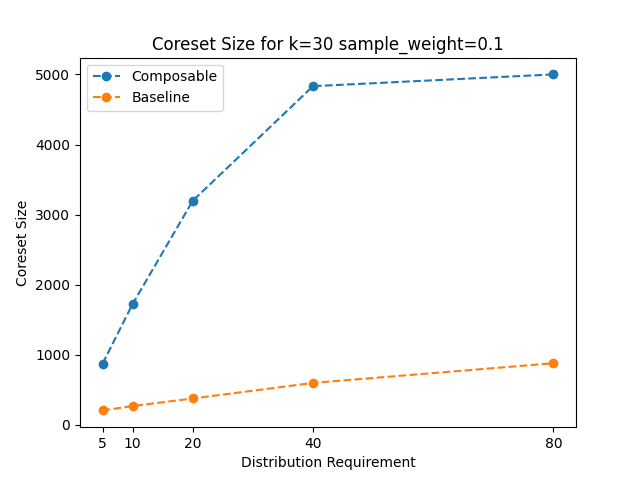 Coreset Size for k=30 sample_weight=0.1
Composable
Baseline
5000
4000
3000
2000
1000
0
Coreset Size
5 10 20 40 80
Distribution Requirement